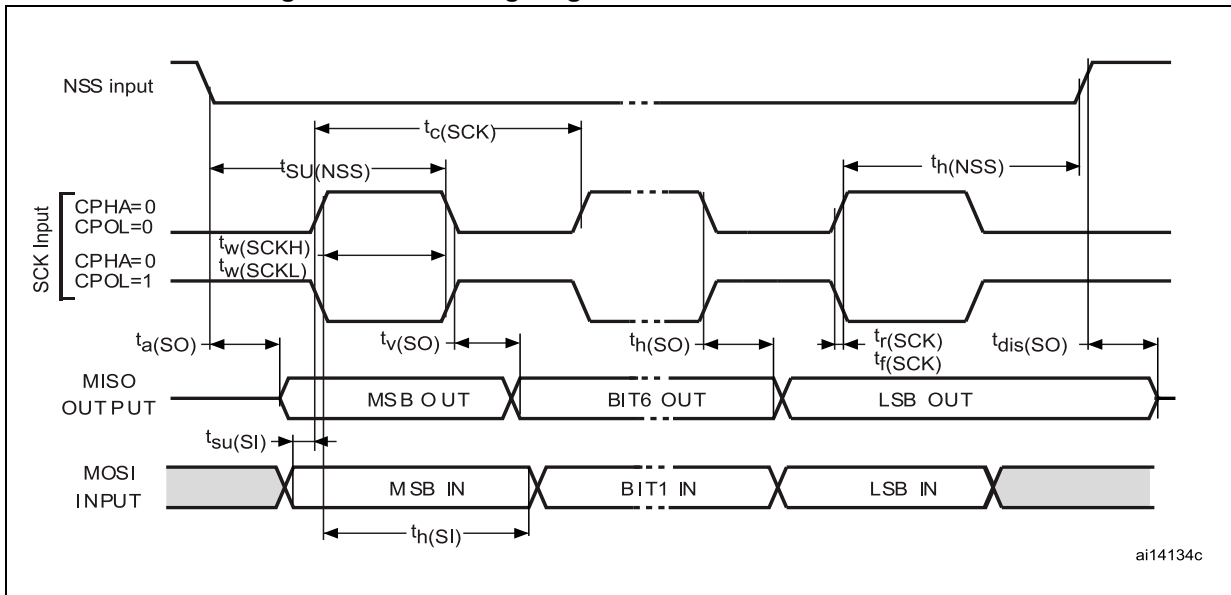 NSS input
tc(SCK)
tSU(NSS)
th(NSS)
SCK Input
CPHA=0
CPOL=0
tw(SCKH)
CPHA=0
tw(SCKL)
CPOL=1
ta(SO)
tv(SO)
th(SO)
tr(SCK)
tf(SCK)
tdis(SO)
MISO
OUTPUT
MSB OUT
BIT6 OUT
LSB OUT
tsu(SI)
MOSI
INPUT
MSB IN
BIT1 IN
LSB IN
th(SI)
ai14134c